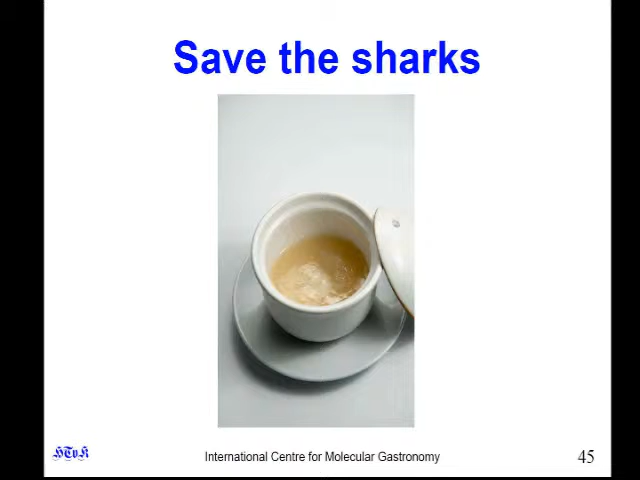 Save the sharks
International Centre for Molecular Gastronomy
45